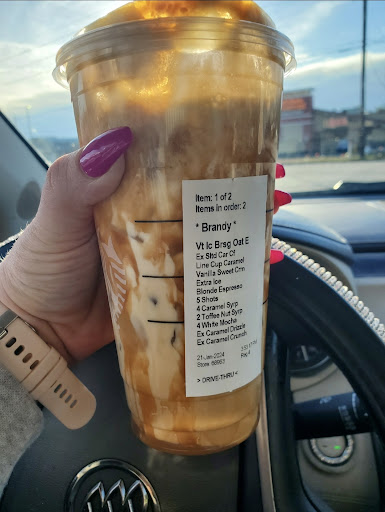 Item: 1 of 2
Items in order: 2
* Brandy *
Vt Ic Brsg Oat E
Ex Sltd Car Cf
Line Cup Caramel
Vanilla Sweet Crm
Extra Ice
Blonde Espresso
5 Shots
4 Caramel Syrp
2 Toffee Nut Syrp
4 White Mocha
Ex Caramel Drizzle
Ex Caramel Crunch
21 Jan 2024
Store
Reg
> DRIVE-THRU <